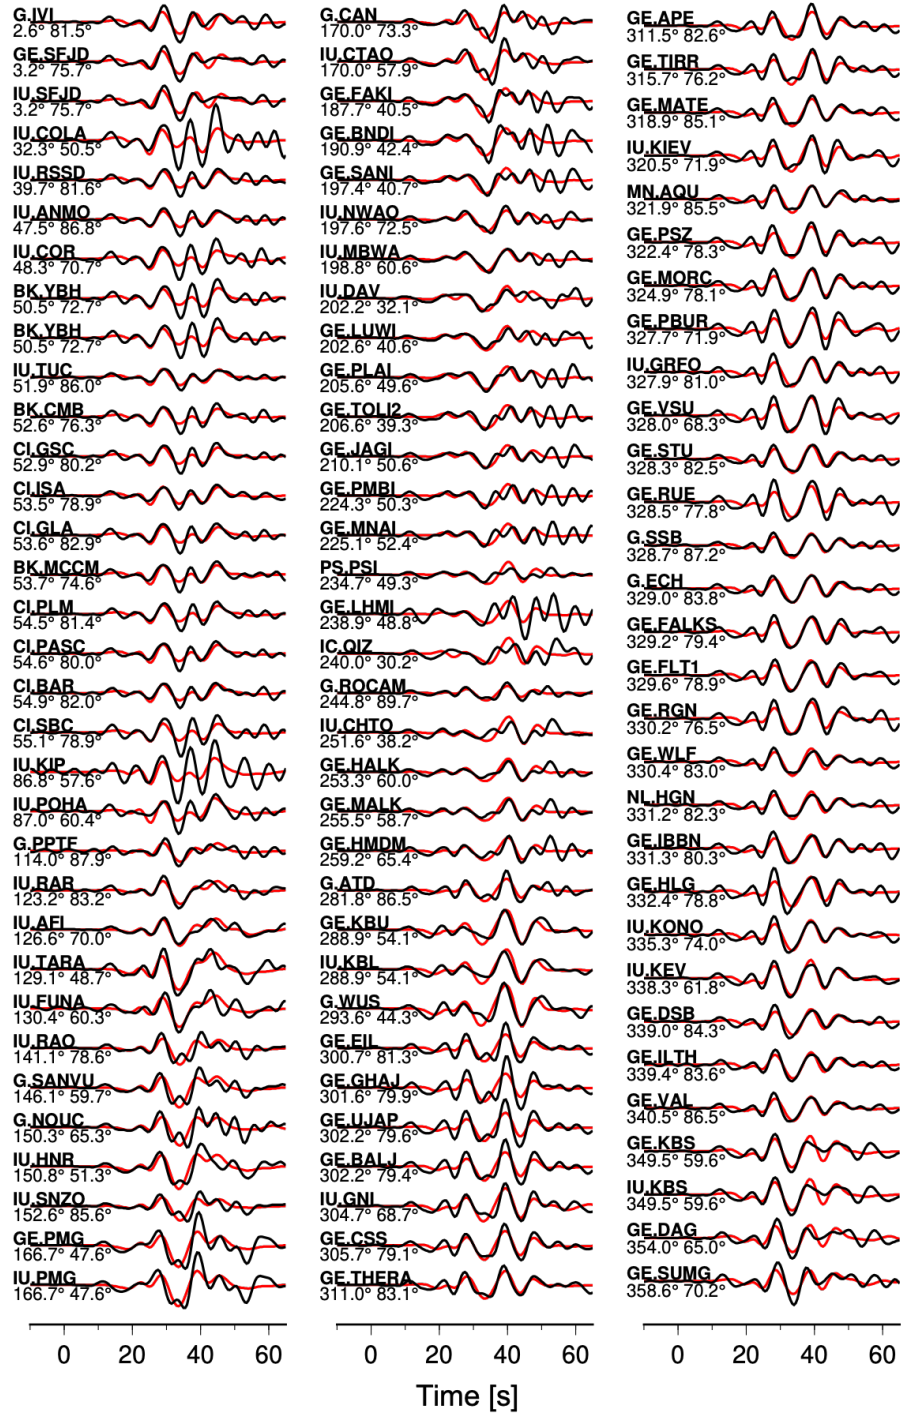 G.IVI
2.6° 81.5°
GE.SFJD
3.2° 75.7°
IU.SFJD
3.2° 75.7°
IU.COLA
32.3° 50.5°
IU.RSSD
39.7° 81.6°
IU.ANMO
47.5° 86.8°
IU.COR
48.3° 70.7°
BK.YBH
50.5° 72.7°
BK.YBH
50.5° 72.7°
IU.TUC
51.9° 86.0°
BK.CMB
52.6° 76.3°
CI.GSC
52.9° 80.2°
CI.ISA
53.5° 78.9°
CI.GLA
53.6° 82.9°
BK.MCCM
53.7° 74.6°
CI.PLM
54.5° 81.4°
CI.PASC
54.6° 80.0°
CI.BAR
54.9° 82.0°
CI.SBC
55.1° 78.9°
IU.KIP
86.8° 57.6°
IU.POHA
87.0° 60.4°
G.PPTF
114.0° 87.9°
IU.RAR
123.2° 83.2°
IU.AFI
126.6° 70.0°
IU.TARA
129.1° 48.7°
IU.FUNA
130.4° 60.3°
IU.RAO
141.1° 78.6°
G.SANVU
146.1° 59.7°
G.NOUC
150.3° 65.3°
IU.HNR
150.8° 51.3°
IU.SNZO
152.6° 85.6°
GE.PMG
166.7° 47.6°
IU.PMG
166.7° 47.6°
0 20 40 60
G.CAN
170.0° 73.3°
IU.CTAO
170.0° 57.9°
GE.FAKI
187.7° 40.5°
GE.BNDI
190.9° 42.4°
GE.SANI
197.4° 40.7°
IU.NWAO
197.6° 72.5°
IU.MBWA
198.8° 60.6°
IU.DAV
202.2° 32.1°
GE.LUWI
202.6° 40.6°
GE.PLAI
205.6° 49.6°
GE.TOLI2
206.6° 39.3°
GE.JAGI
210.1° 50.6°
GE.PMBI
224.3° 50.3°
GE.MNAI
225.1° 52.4°
PS.PSI
234.7° 49.3°
GE.LHMI
238.9° 48.8°
IC.QIZ
240.0° 30.2°
G.ROCAM
244.8° 89.7°
IU.CHTO
251.6° 38.2°
GE.HALK
253.3° 60.0°
GE.MALK
255.5° 58.7°
GE.HMDM
259.2° 65.4°
G.ATD
281.8° 86.5°
GE.KBU
288.9° 54.1°
IU.KBL
288.9° 54.1°
G.WUS
293.6° 44.3°
GE.EIL
300.7° 81.3°
GE.GHAJ
301.6° 79.9°
GE.UJAP
302.2° 79.6°
GE.BALJ
302.2° 79.4°
IU.GNI
304.7° 68.7°
GE.CSS
305.7° 79.1°
GE.THERA
311.0° 83.1°
0 20 40 60
Time [s]
GE.APE
311.5° 82.6°
GE.TIRR
315.7° 76.2°
GE.MATE
318.9° 85.1°
IU.KIEV
320.5° 71.9°
MN.AQU
321.9° 85.5°
GE.PSZ
322.4° 78.3°
GE.MORC
324.9° 78.1°
GE.PBUR
327.7° 71.9°
IU.GRFO
327.9° 81.0°
GE.VSU
328.0° 68.3°
GE.STU
328.3° 82.5°
GE.RUE
328.5° 77.8°
G.SSB
328.7° 87.2°
G.ECH
329.0° 83.8°
GE.FALKS
329.2° 79.4°
GE.FLT1
329.6° 78.9°
GE.RGN
330.2° 76.5°
GE.WLF
330.4° 83.0°
NL.HGN
331.2° 82.3°
GE.IBBN
331.3° 80.3°
GE.HLG
332.4° 78.8°
IU.KONO
335.3° 74.0°
IU.KEV
338.3° 61.8°
GE.DSB
339.0° 84.3°
GE.ILTH
339.4° 83.6°
GE.VAL
340.5° 86.5°
GE.KBS
349.5° 59.6°
IU.KBS
349.5° 59.6°
GE.DAG
354.0° 65.0°
GE.SUMG
358.6° 70.2°
0 20 40 60